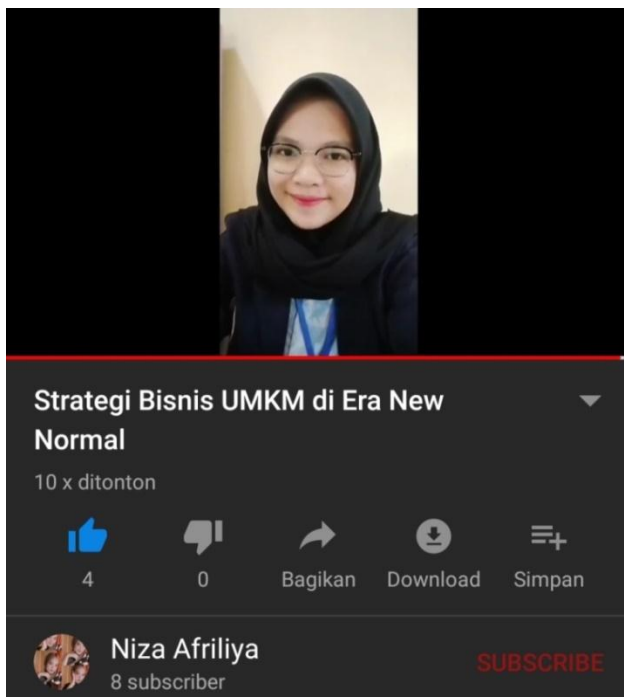 Strategi Bisnis UMKM di Era New
Normal
10 x ditonton
4
0
Bagikan
Download
Simpan
Niza Afriliya
8 subscriber
SUBSCRIBE